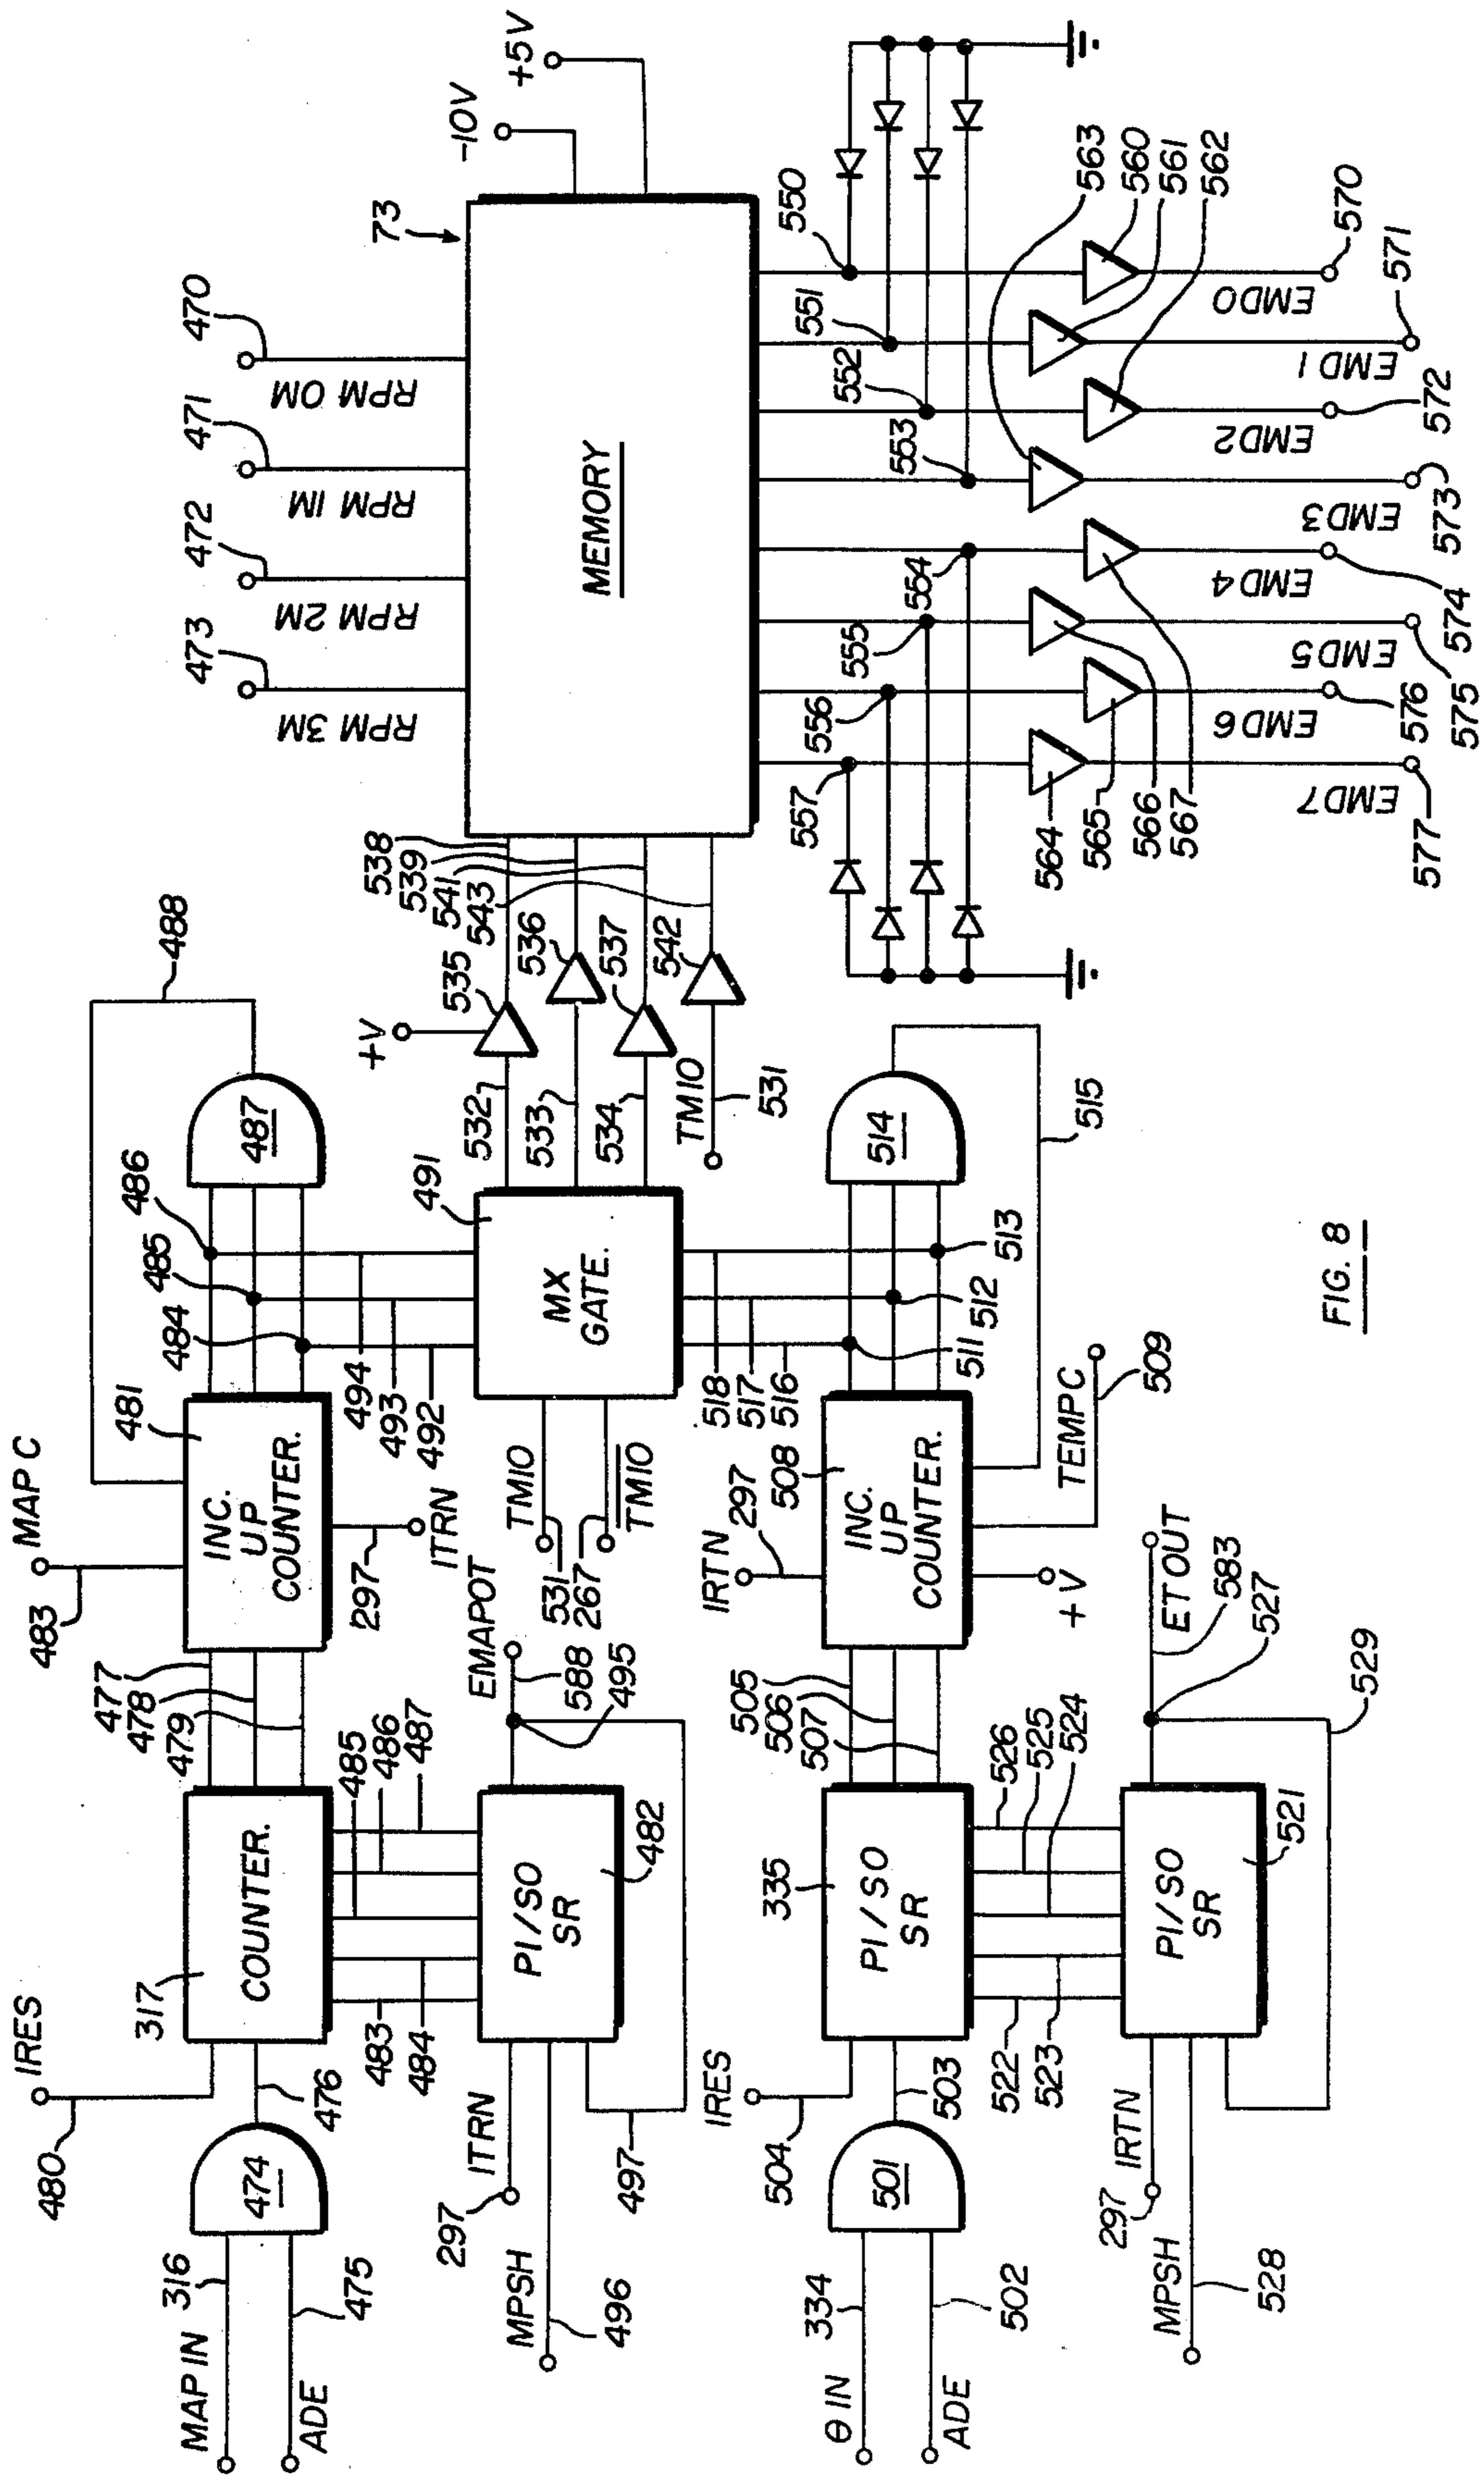 IRES
480
MAP IN
316
474
475
ADE
476
317
COUNTER.
477
478
479
483
MAP C
481
INC.
UP
COUNTER.
297
ITRN
484
485
486
487
488
483
484
485
486
487
297
ITRN
MPSH
496
497
PI/SO
SR
482
EMAPOT
588
495
494
493
492
491
MX
GATE.
TM10
531
267
TM10
518
517
516
532
533
534
+V
535
536
537
542
TM10
531
538
539
541
543
73
MEMORY
473
RPM 3M
472
RPM 2M
471
RPM 1M
470
RPM 0M
-10V
+5V
θ IN
334
501
502
ADE
503
504
IRES
335
PI/SO
SR
505
506
507
508
INC.
UP
COUNTER.
IRTN
297
+V
TEMPC
509
511
512
513
514
515
522
523
524
525
526
297
IRTN
MPSH
528
PI/SO
SR
521
ET OUT
583
527
529
557
556
555
554
553
552
551
550
564
565
566
567
563
560
561
562
EMD7
577
EMD6
576
EMD5
575
EMD4
574
EMD3
573
EMD2
572
EMD1
571
EMD0
570
FIG. 8